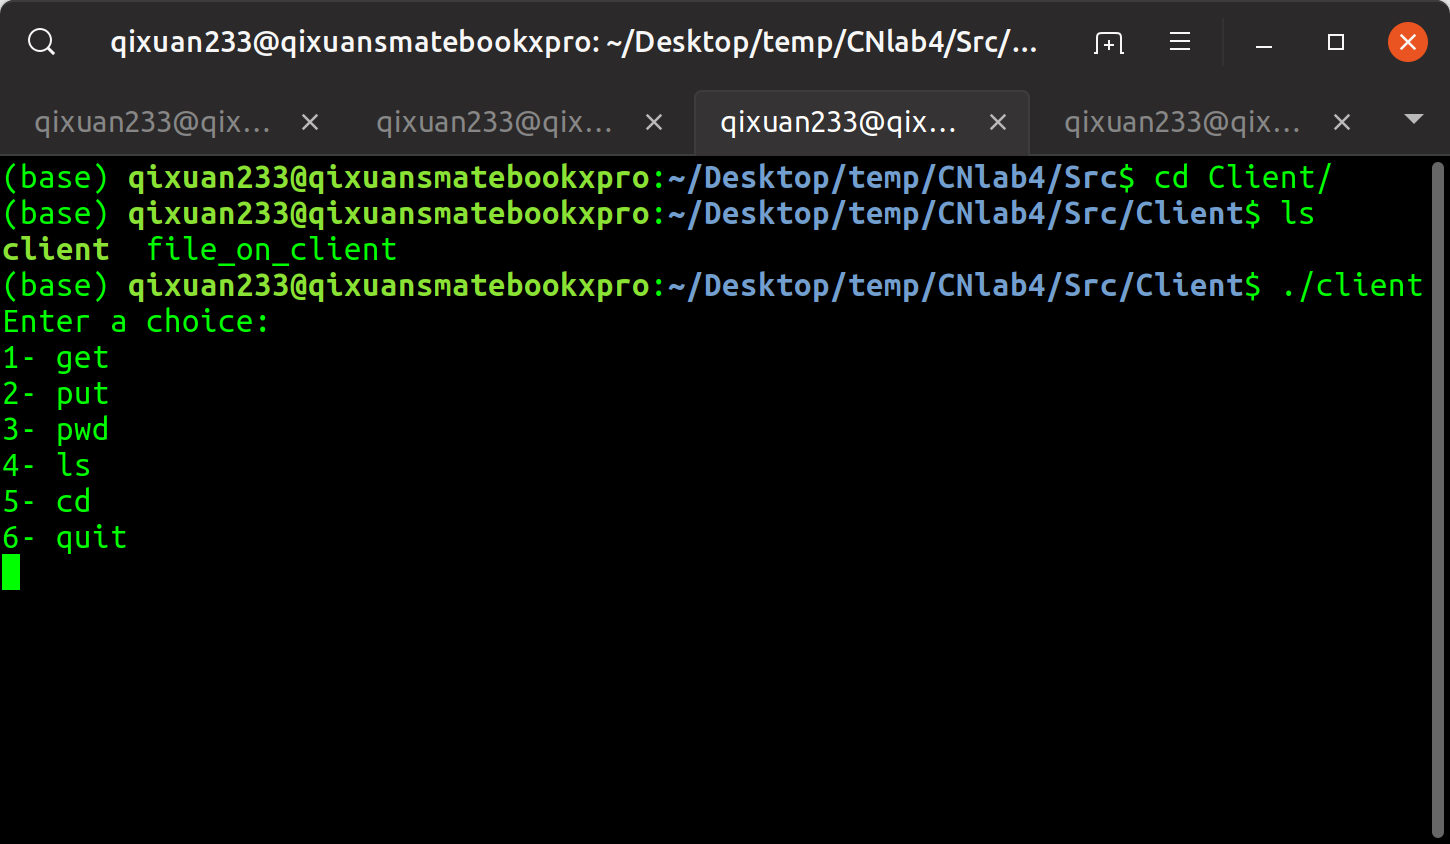 qixuan233@qixuansmatebookxpro: ~/Desktop/temp/CNlab4/Src/...
qixuan233@qix... qixuan233@qix... qixuan233@qix... qixuan233@qix...
(base) qixuan233@qixuansmatebookxpro:~/Desktop/temp/CNlab4/Src$ cd Client/
(base) qixuan233@qixuansmatebookxpro:~/Desktop/temp/CNlab4/Src/Client$ ls
client  file_on_client
(base) qixuan233@qixuansmatebookxpro:~/Desktop/temp/CNlab4/Src/Client$ ./client
Enter a choice:
1- get
2- put
3- pwd
4- ls
5- cd
6- quit